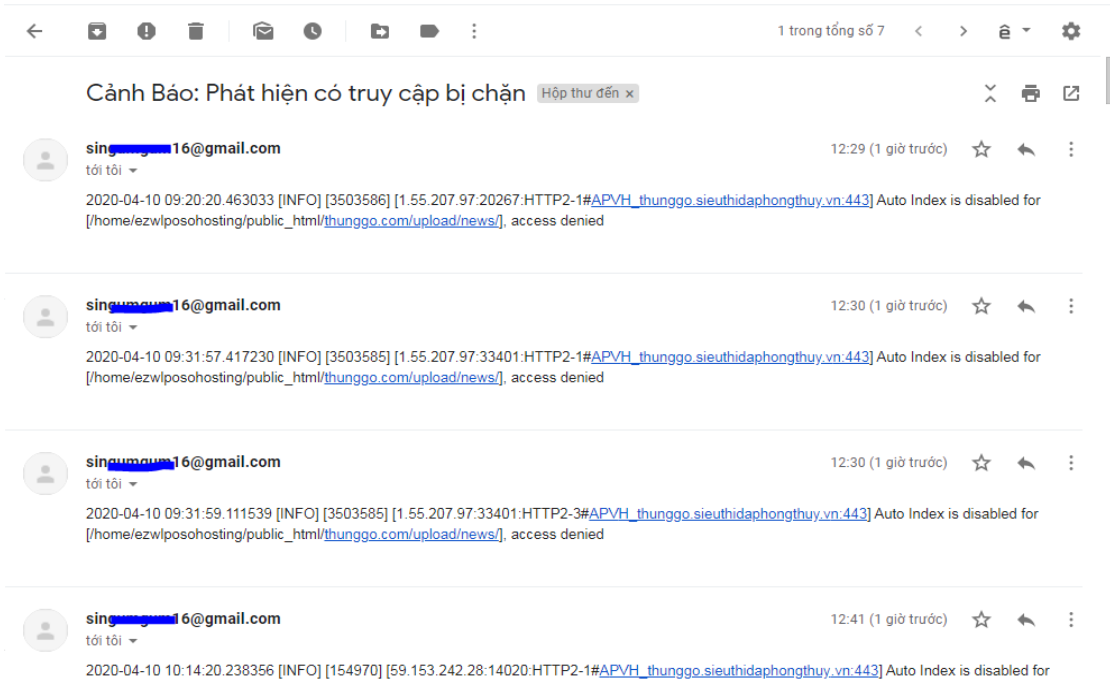 1 trong tổng số 7
ê
Cảnh Báo: Phát hiện có truy cập bị chặn Hộp thư đến x
16@gmail.com 12:29 (1 giờ trước)
tới tôi
2020-04-10 09:20:20.463033 [INFO] [3503586] [1.55.207.97:20267:HTTP2-1#APVH_thunggo.sieuthidaphongthuy.vn:443] Auto Index is disabled for
[/home/ezwlposohosting/public_html/thunggo.com/upload/news/], access denied
16@gmail.com 12:30 (1 giờ trước)
tới tôi
2020-04-10 09:31:57.417230 [INFO] [3503585] [1.55.207.97:33401:HTTP2-1#APVH_thunggo.sieuthidaphongthuy.vn:443] Auto Index is disabled for
[/home/ezwlposohosting/public_html/thunggo.com/upload/news/], access denied
16@gmail.com 12:30 (1 giờ trước)
tới tôi
2020-04-10 09:31:59.111539 [INFO] [3503585] [1.55.207.97:33401:HTTP2-3#APVH_thunggo.sieuthidaphongthuy.vn:443] Auto Index is disabled for
[/home/ezwlposohosting/public_html/thunggo.com/upload/news/], access denied
16@gmail.com 12:41 (1 giờ trước)
tới tôi
2020-04-10 10:14:20.238356 [INFO] [154970] [59.153.242.28:14020:HTTP2-1#APVH_thunggo.sieuthidaphongthuy.vn:443] Auto Index is disabled for